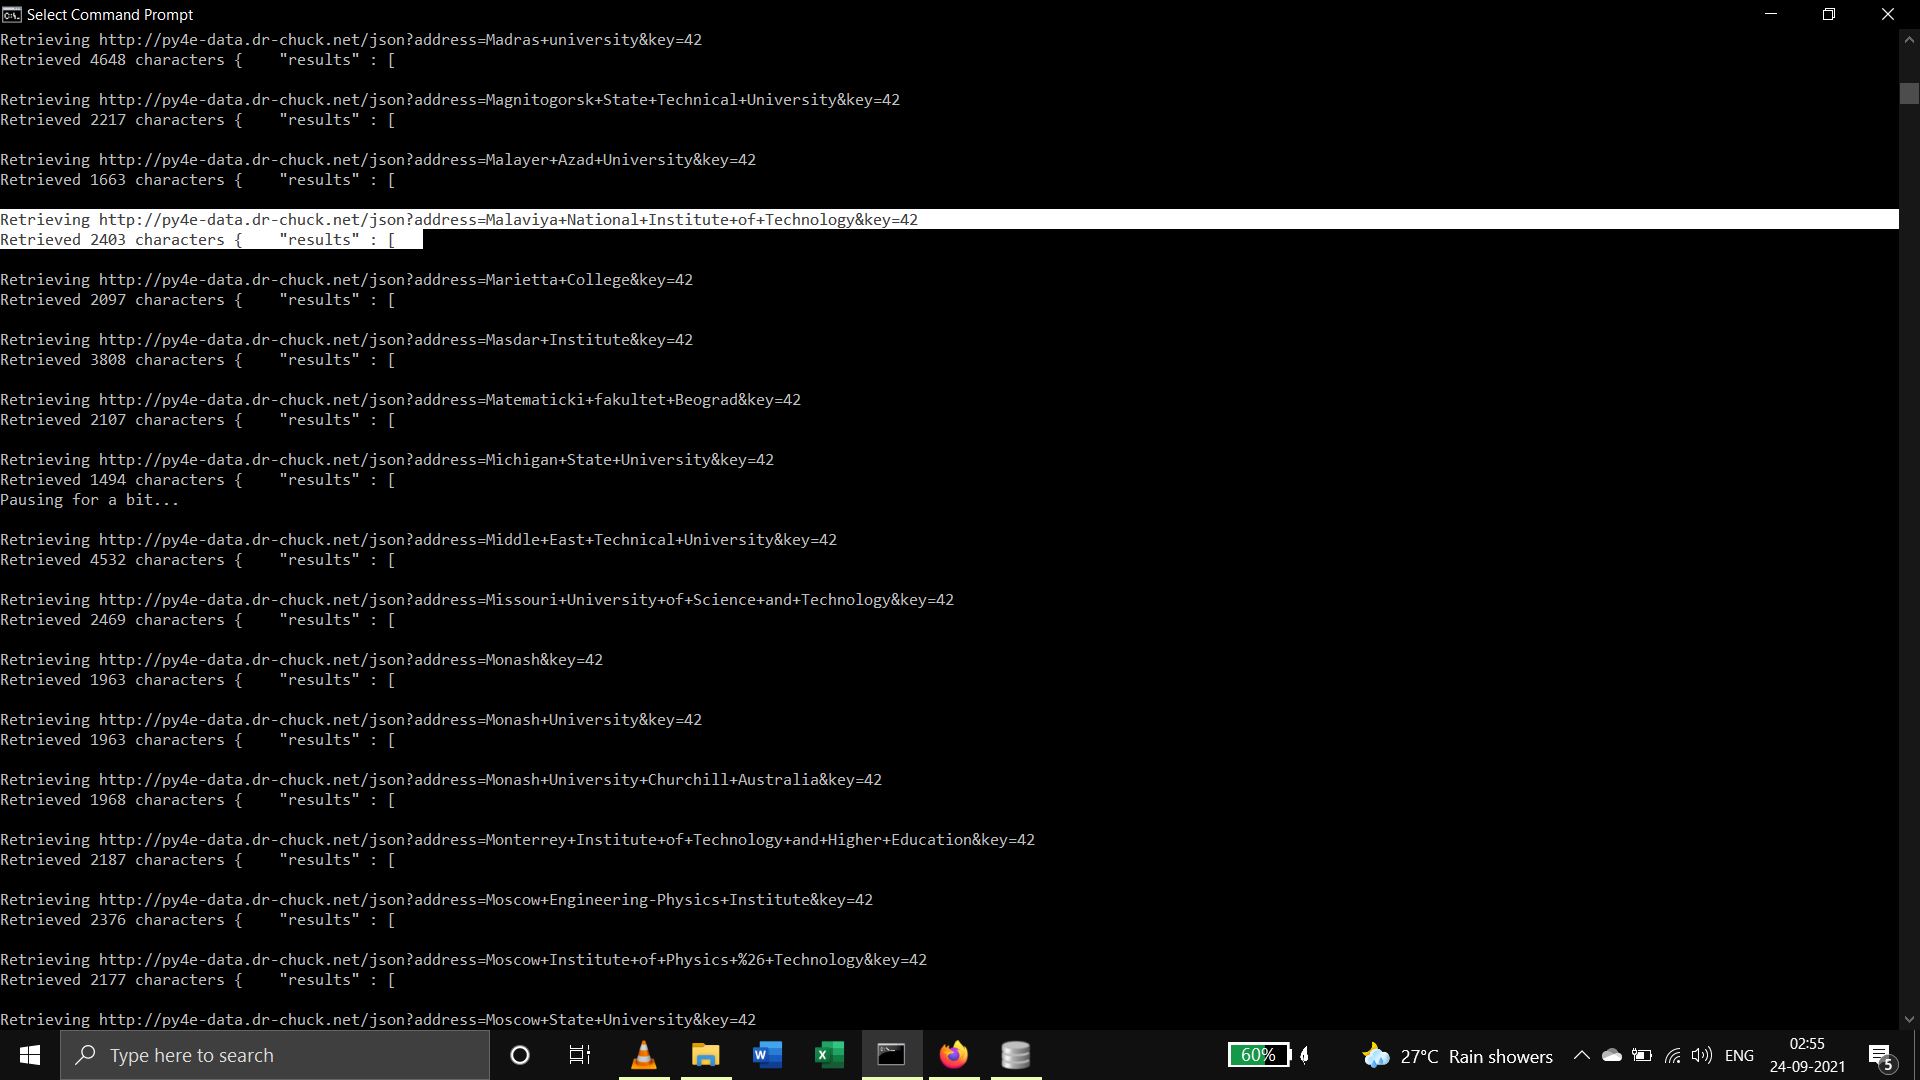 Select Command Prompt
Retrieving http://py4e-data.dr-chuck.net/json?address=Madras+university&key=42
Retrieved 4648 characters {    "results" : [
Retrieving http://py4e-data.dr-chuck.net/json?address=Magnitogorsk+State+Technical+University&key=42
Retrieved 2217 characters {    "results" : [
Retrieving http://py4e-data.dr-chuck.net/json?address=Malayer+Azad+University&key=42
Retrieved 1663 characters {    "results" : [
Retrieving http://py4e-data.dr-chuck.net/json?address=Malaviya+National+Institute+of+Technology&key=42
Retrieved 2403 characters {    "results" : [
Retrieving http://py4e-data.dr-chuck.net/json?address=Marietta+College&key=42
Retrieved 2097 characters {    "results" : [
Retrieving http://py4e-data.dr-chuck.net/json?address=Masdar+Institute&key=42
Retrieved 3808 characters {    "results" : [
Retrieving http://py4e-data.dr-chuck.net/json?address=Matematicki+fakultet+Beograd&key=42
Retrieved 2107 characters {    "results" : [
Retrieving http://py4e-data.dr-chuck.net/json?address=Michigan+State+University&key=42
Retrieved 1494 characters {    "results" : [
Pausing for a bit...
Retrieving http://py4e-data.dr-chuck.net/json?address=Middle+East+Technical+University&key=42
Retrieved 4532 characters {    "results" : [
Retrieving http://py4e-data.dr-chuck.net/json?address=Missouri+University+of+Science+and+Technology&key=42
Retrieved 2469 characters {    "results" : [
Retrieving http://py4e-data.dr-chuck.net/json?address=Monash&key=42
Retrieved 1963 characters {    "results" : [
Retrieving http://py4e-data.dr-chuck.net/json?address=Monash+University&key=42
Retrieved 1963 characters {    "results" : [
Retrieving http://py4e-data.dr-chuck.net/json?address=Monash+University+Churchill+Australia&key=42
Retrieved 1968 characters {    "results" : [
Retrieving http://py4e-data.dr-chuck.net/json?address=Monterrey+Institute+of+Technology+and+Higher+Education&key=42
Retrieved 2187 characters {    "results" : [
Retrieving http://py4e-data.dr-chuck.net/json?address=Moscow+Engineering-Physics+Institute&key=42
Retrieved 2376 characters {    "results" : [
Retrieving http://py4e-data.dr-chuck.net/json?address=Moscow+Institute+of+Physics+%26+Technology&key=42
Retrieved 2177 characters {    "results" : [
Retrieving http://py4e-data.dr-chuck.net/json?address=Moscow+State+University&key=42
Type here to search
60%
27°C Rain showers
ENG
02:55
24-09-2021
5